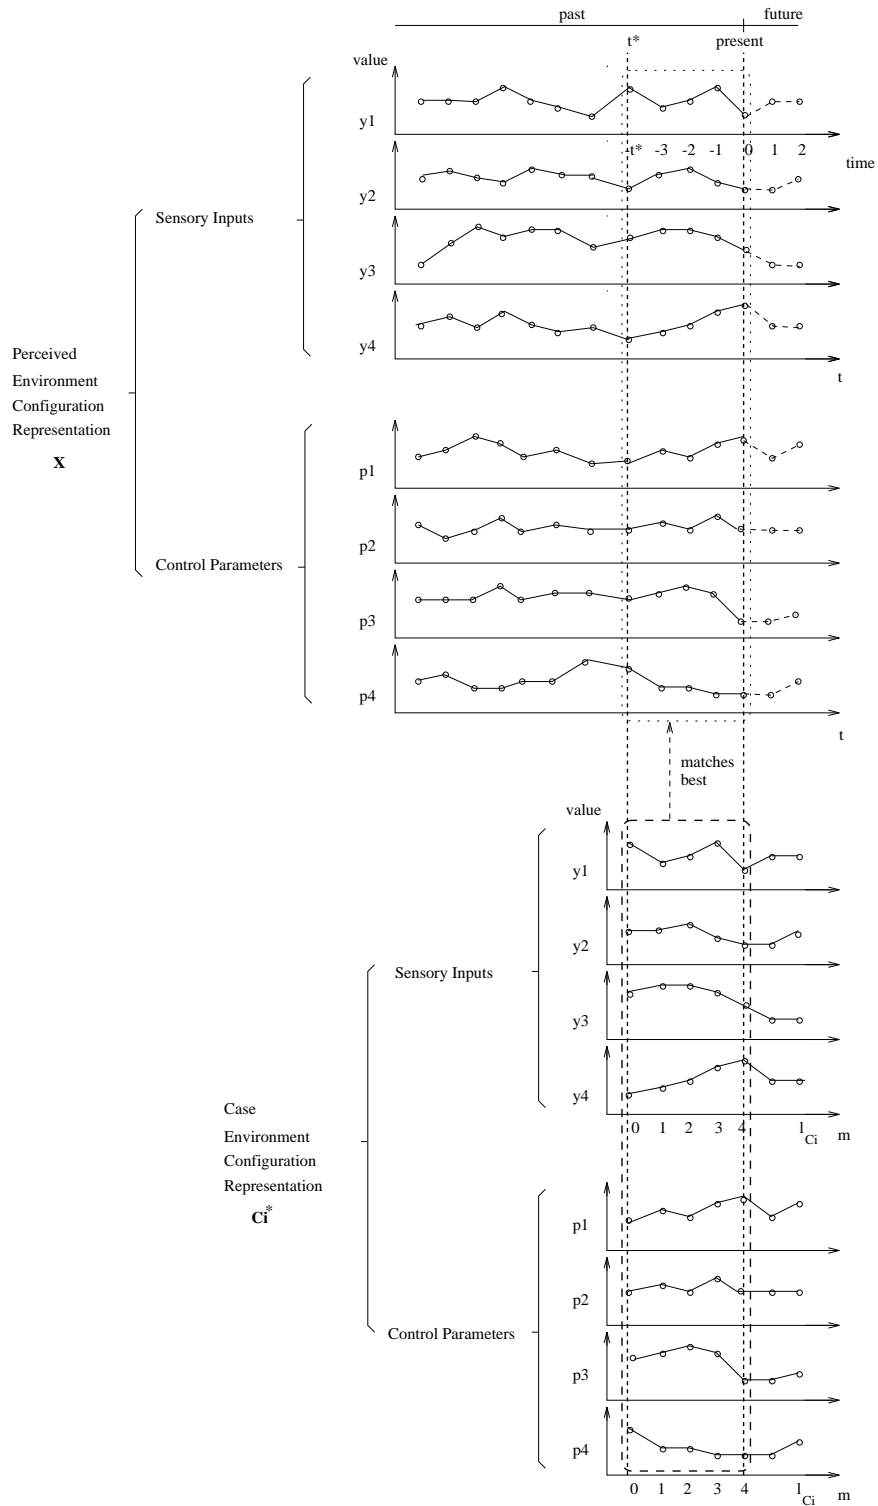 past future
t* present
value
y1
-t* -3 -2 -1 0 1 2
time
y2
Sensory Inputs
y3
y4
t
Perceived
Environment
Configuration
Representation
X
p1
p2
Control Parameters
p3
p4
t
matches
best
value
y1
y2
Sensory Inputs
y3
y4
0 1 2 3 4 l Ci m
Case
Environment
Configuration
Representation
Ci*
p1
p2
Control Parameters
p3
p4
0 1 2 3 4 l Ci m